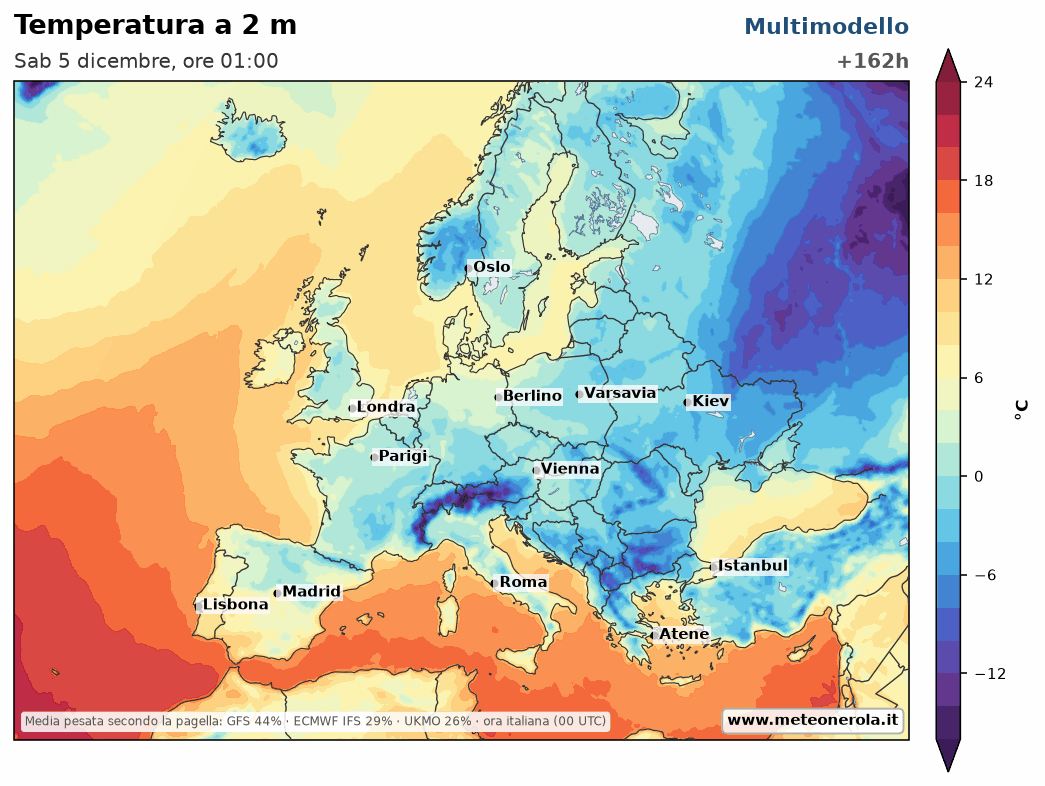 Temperatura a 2 m
Multimodello
Sab 5 dicembre, ore 01:00
+162h
24
18
12
6
0
−6
−12
°C
Oslo
Londra
Berlino
Varsavia
Kiev
Parigi
Vienna
Istanbul
Roma
Madrid
Lisbona
Atene
Media pesata secondo la pagella: GFS 44% · ECMWF IFS 29% · UKMO 26% · ora italiana (00 UTC)
www.meteonerola.it